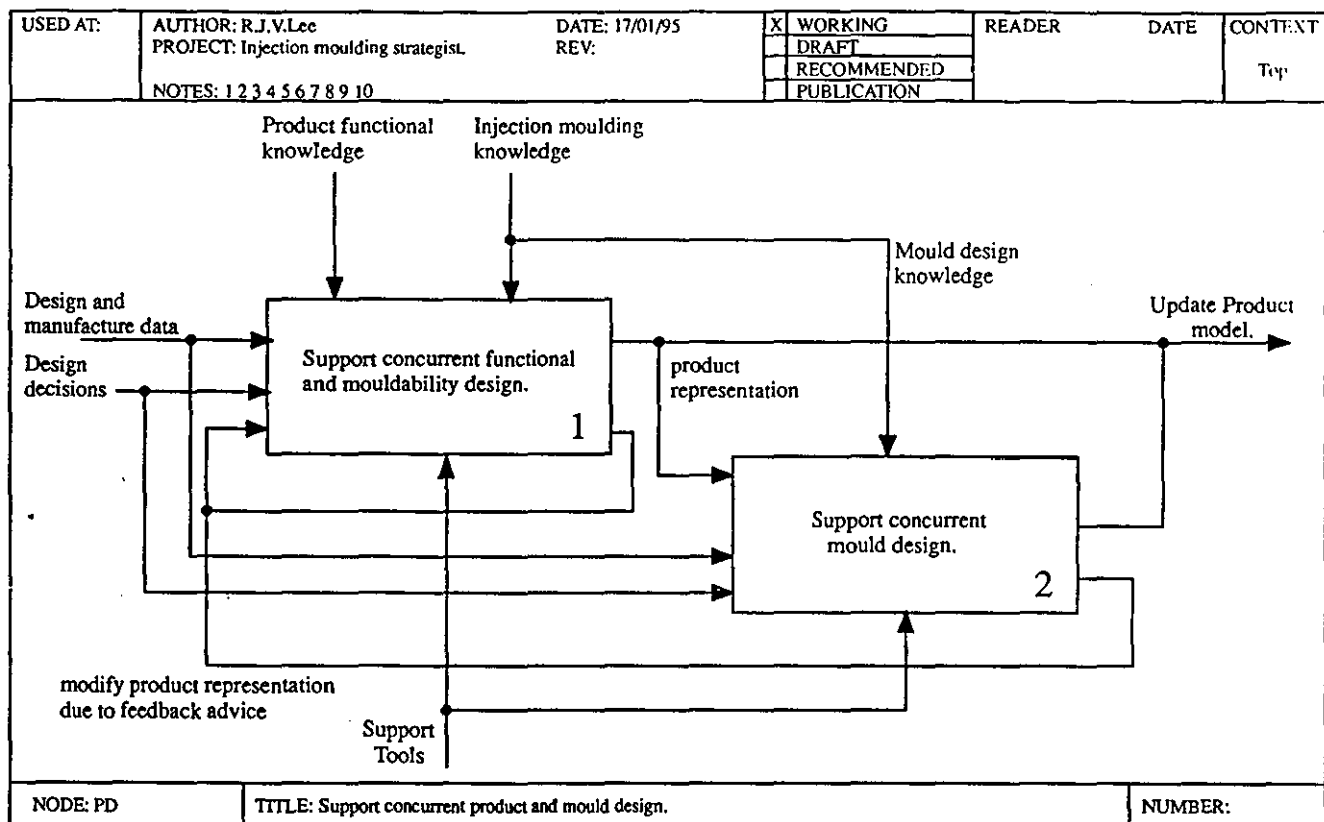 USED AT:
AUTHOR: R.J.V.Lee
DATE: 17/01/95
PROJECT: Injection moulding strategist.
REV:
NOTES: 1 2 3 4 5 6 7 8 9 10
X WORKING
DRAFT
RECOMMENDED
PUBLICATION
READER
DATE
CONTEXT
Top
Product functional
knowledge
Injection moulding
knowledge
Mould design
knowledge
Design and
manufacture data
Design
decisions
Support concurrent functional
and mouldability design.
1
product
representation
Update Product
model.
Support concurrent
mould design.
2
modify product representation
due to feedback advice
Support
Tools
NODE: PD
TITLE: Support concurrent product and mould design.
NUMBER: